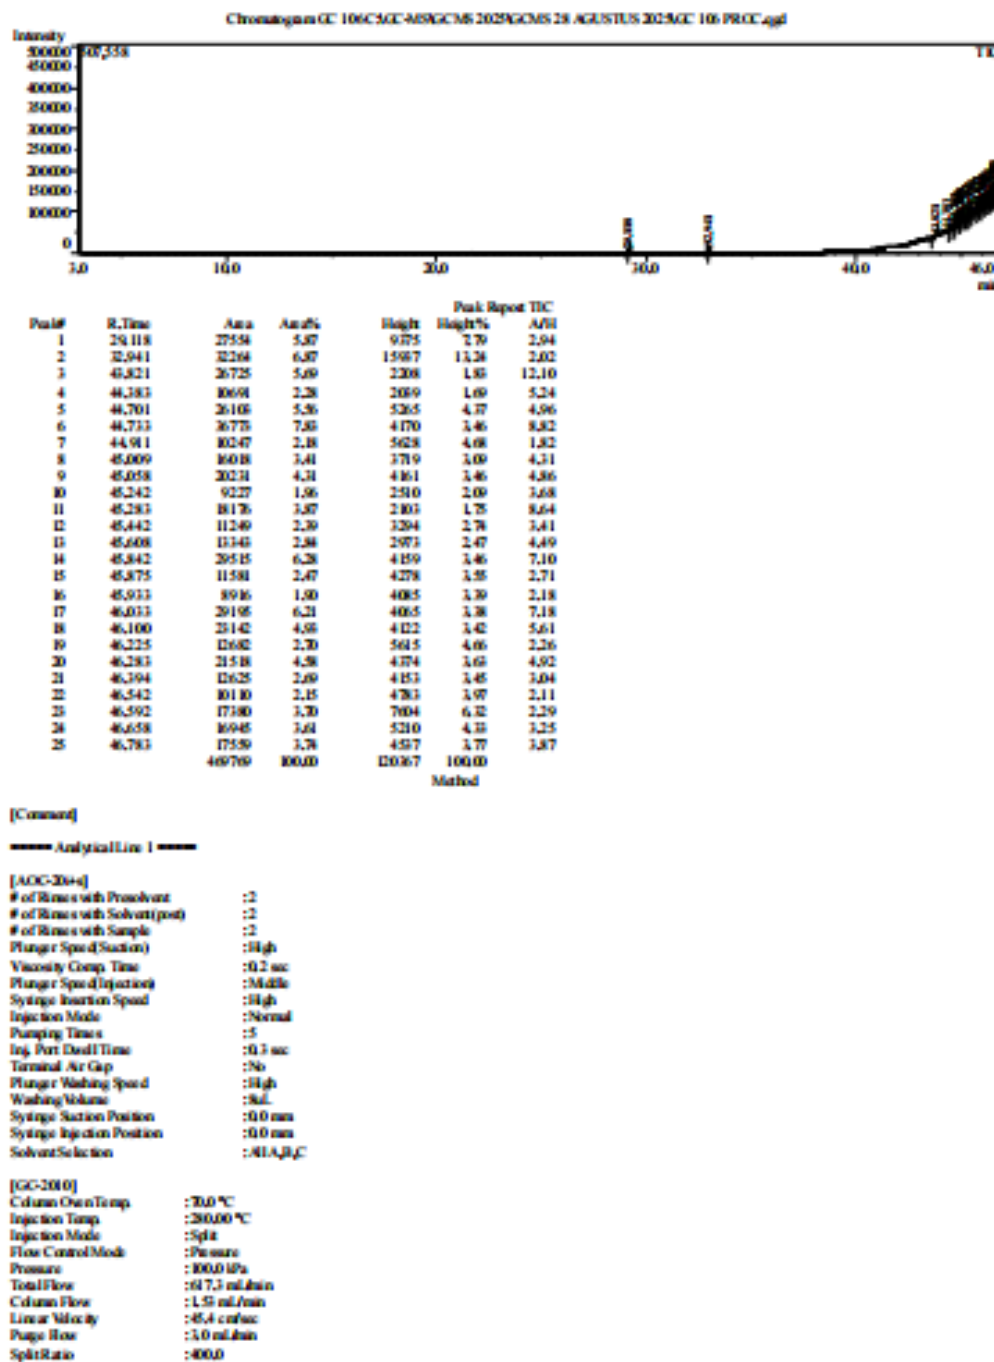 Chromatogram GC 106 C:\GC-MS\GCMS 2025\GCMS 28 AGUSTUS 2025\GC 106 PRCC.qgd
Intensity
500000 507,558 TIC
450000
400000
350000
300000
250000
200000
150000
100000
0
29,118 32,941 43,821
3,0 10,0 20,0 30,0 40,0 46,0
min
Peak Report TIC
Peak# R.Time Area Area% Height Height% A/H
1 29,118 27554 5,87 9375 7,79 2,94
2 32,941 32264 6,87 15937 13,24 2,02
3 43,821 26725 5,69 2208 1,83 12,10
4 44,383 10691 2,28 2039 1,69 5,24
5 44,701 26103 5,56 5265 4,37 4,96
6 44,733 36773 7,83 4170 3,46 8,82
7 44,911 10247 2,18 5628 4,68 1,82
8 45,009 16018 3,41 3719 3,09 4,31
9 45,058 20231 4,31 4161 3,46 4,86
10 45,242 9227 1,96 2510 2,09 3,68
11 45,283 18176 3,87 2103 1,75 8,64
12 45,442 11249 2,39 3294 2,74 3,41
13 45,608 13343 2,84 2973 2,47 4,49
14 45,842 29515 6,28 4159 3,46 7,10
15 45,875 11581 2,47 4278 3,55 2,71
16 45,933 8916 1,90 4085 3,39 2,18
17 46,033 29195 6,21 4065 3,38 7,18
18 46,100 23142 4,93 4122 3,42 5,61
19 46,225 12682 2,70 5615 4,66 2,26
20 46,283 21518 4,58 4374 3,63 4,92
21 46,394 12625 2,69 4153 3,45 3,04
22 46,542 10110 2,15 4783 3,97 2,11
23 46,592 17380 3,70 7604 6,32 2,29
24 46,658 16945 3,61 5210 4,33 3,25
25 46,783 17559 3,74 4537 3,77 3,87
469769 100,00 120367 100,00
Method
[Comment]
===== Analytical Line 1 =====
[AOC-20i+s]
# of Rinses with Presolvent :2
# of Rinses with Solvent(post) :2
# of Rinses with Sample :2
Plunger Speed(Suction) :High
Viscosity Comp. Time :0,2 sec
Plunger Speed(Injection) :Middle
Syringe Insertion Speed :High
Injection Mode :Normal
Pumping Times :5
Inj. Port Dwell Time :0,3 sec
Terminal Air Gap :No
Plunger Washing Speed :High
Washing Volume :8uL
Syringe Suction Position :0,0 mm
Syringe Injection Position :0,0 mm
Solvent Selection :All A,B,C
[GC-2010]
Column Oven Temp. :70,0 °C
Injection Temp. :280,00 °C
Injection Mode :Split
Flow Control Mode :Pressure
Pressure :100,0 kPa
Total Flow :617,3 mL/min
Column Flow :1,53 mL/min
Linear Velocity :45,4 cm/sec
Purge Flow :3,0 mL/min
Split Ratio :400,0